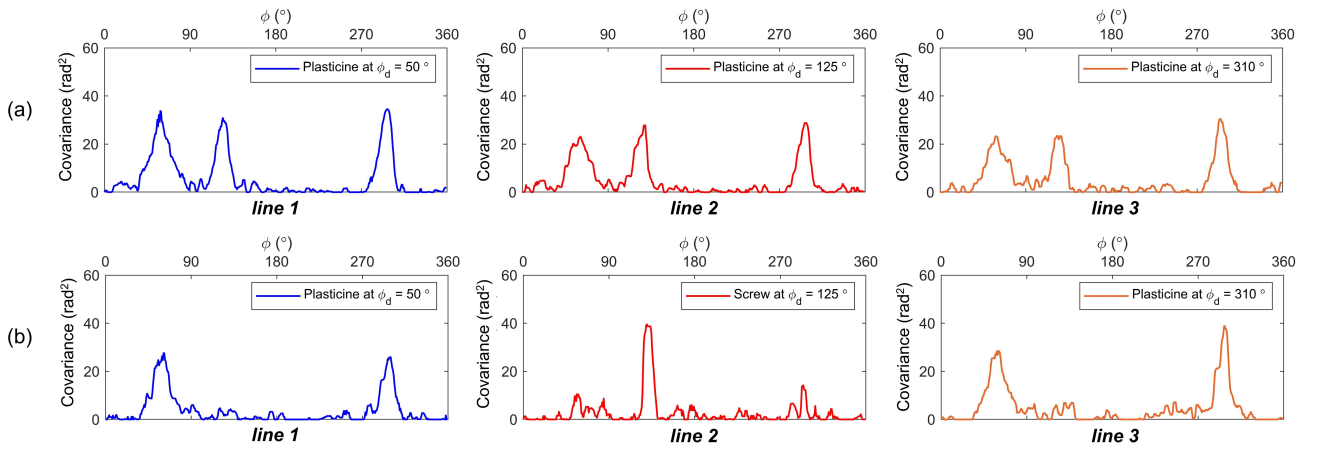 ϕ (°) ϕ (°) ϕ (°)
0 90 180 270 360 0 90 180 270 360 0 90 180 270 360
(a)
Covariance (rad²) 60 40 20 0 Plasticine at ϕd = 50 °
Covariance (rad²) 60 40 20 0 Plasticine at ϕd = 125 °
Covariance (rad²) 60 40 20 0 Plasticine at ϕd = 310 °
line 1 line 2 line 3
ϕ (°) ϕ (°) ϕ (°)
0 90 180 270 360 0 90 180 270 360 0 90 180 270 360
(b)
Covariance (rad²) 60 40 20 0 Plasticine at ϕd = 50 °
Covariance (rad²) 60 40 20 0 Screw at ϕd = 125 °
Covariance (rad²) 60 40 20 0 Plasticine at ϕd = 310 °
line 1 line 2 line 3